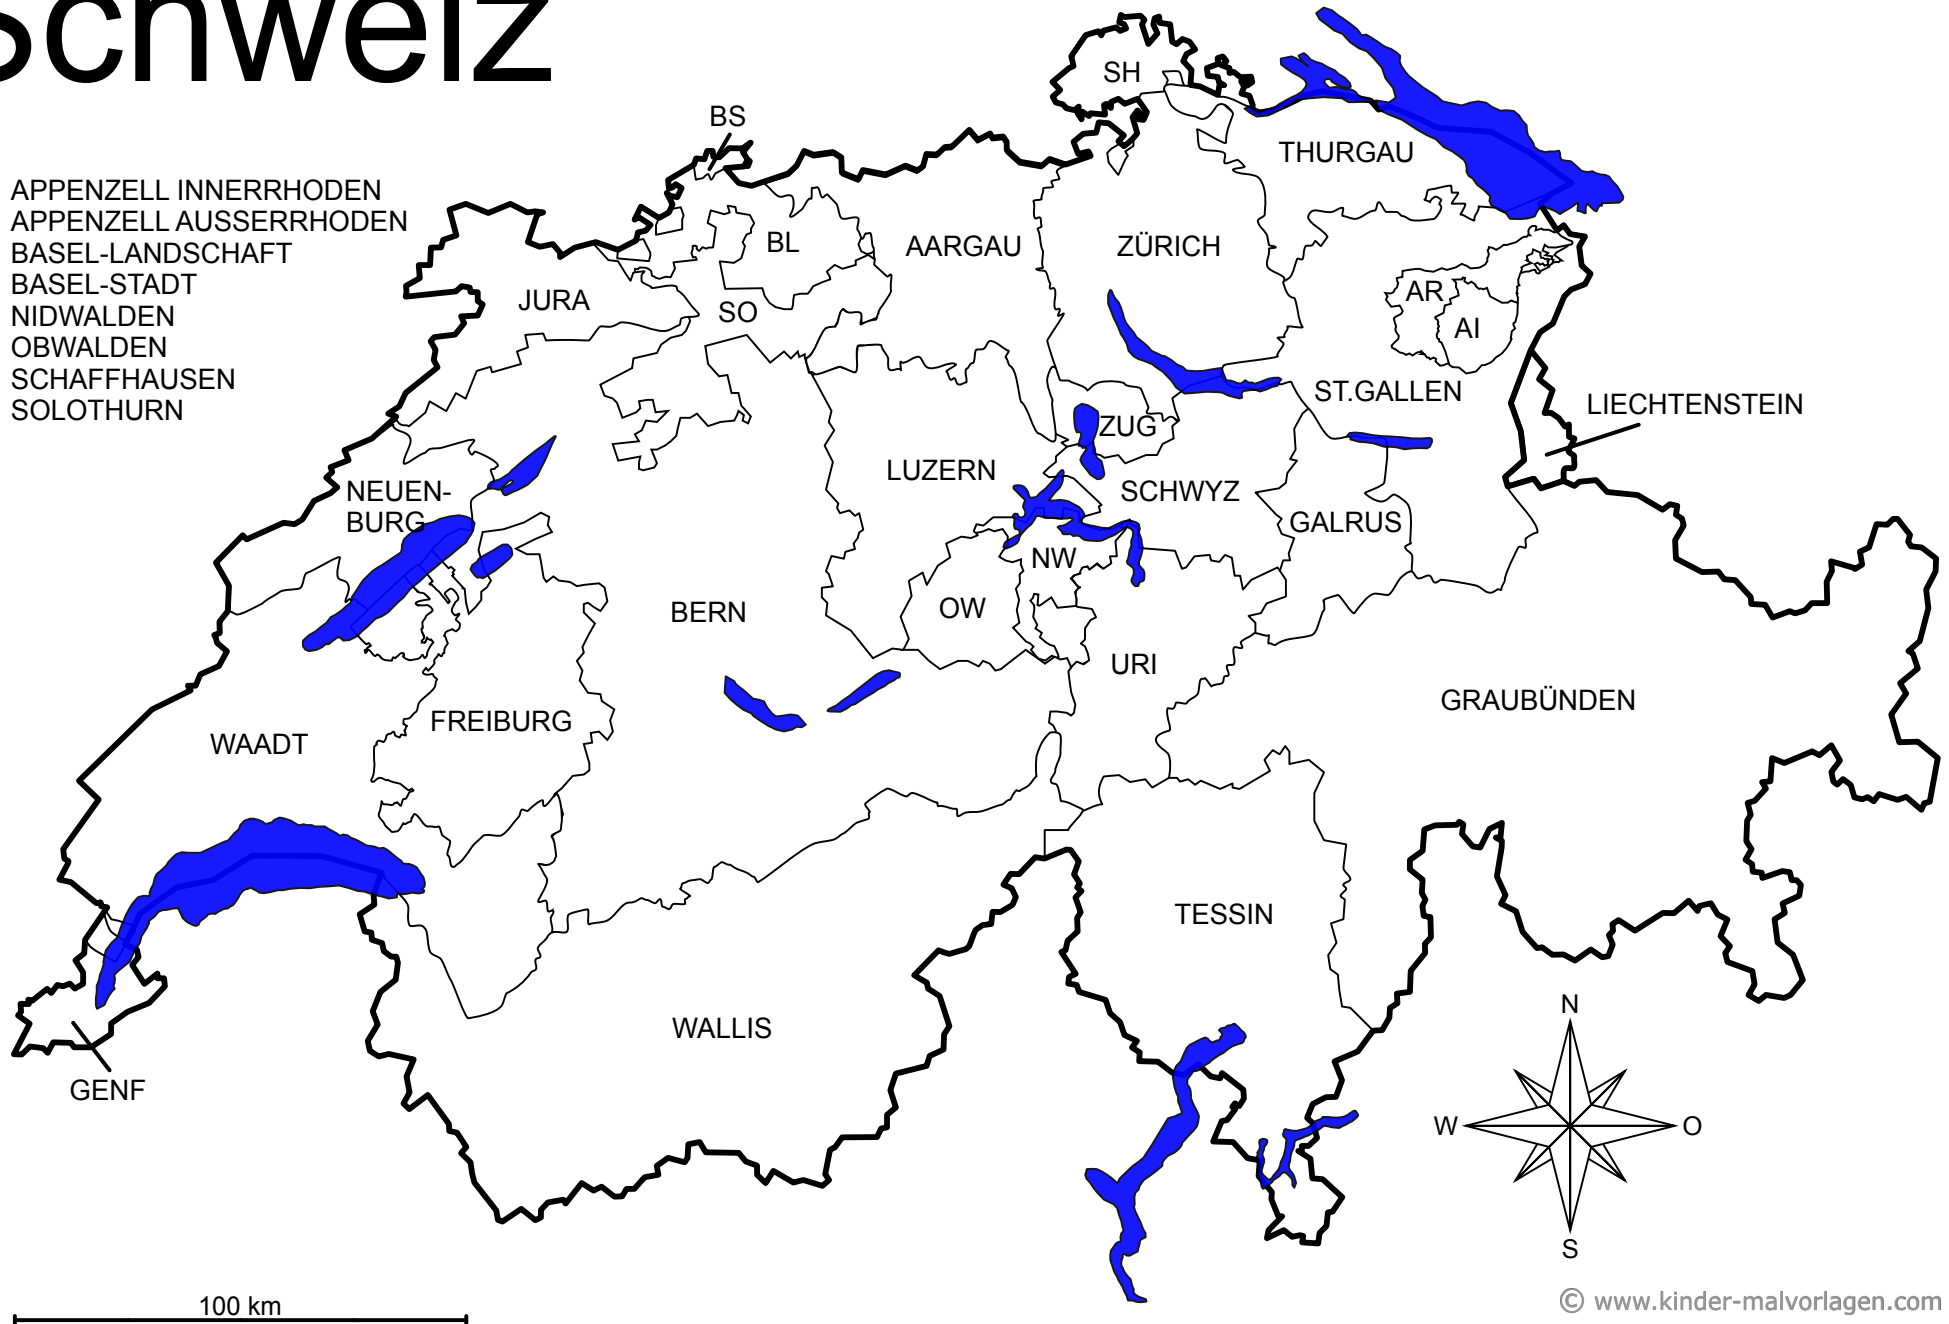 Schweiz
APPENZELL INNERRHODEN
APPENZELL AUSSERRHODEN
BASEL-LANDSCHAFT
BASEL-STADT
NIDWALDEN
OBWALDEN
SCHAFFHAUSEN
SOLOTHURN
SH
BS
THURGAU
BL
AARGAU
ZÜRICH
JURA
SO
AR
AI
ST.GALLEN
LIECHTENSTEIN
ZUG
LUZERN
SCHWYZ
NEUEN-
BURG
GALRUS
NW
OW
BERN
URI
GRAUBÜNDEN
FREIBURG
WAADT
TESSIN
WALLIS
GENF
N
W
O
S
100 km
© www.kinder-malvorlagen.com